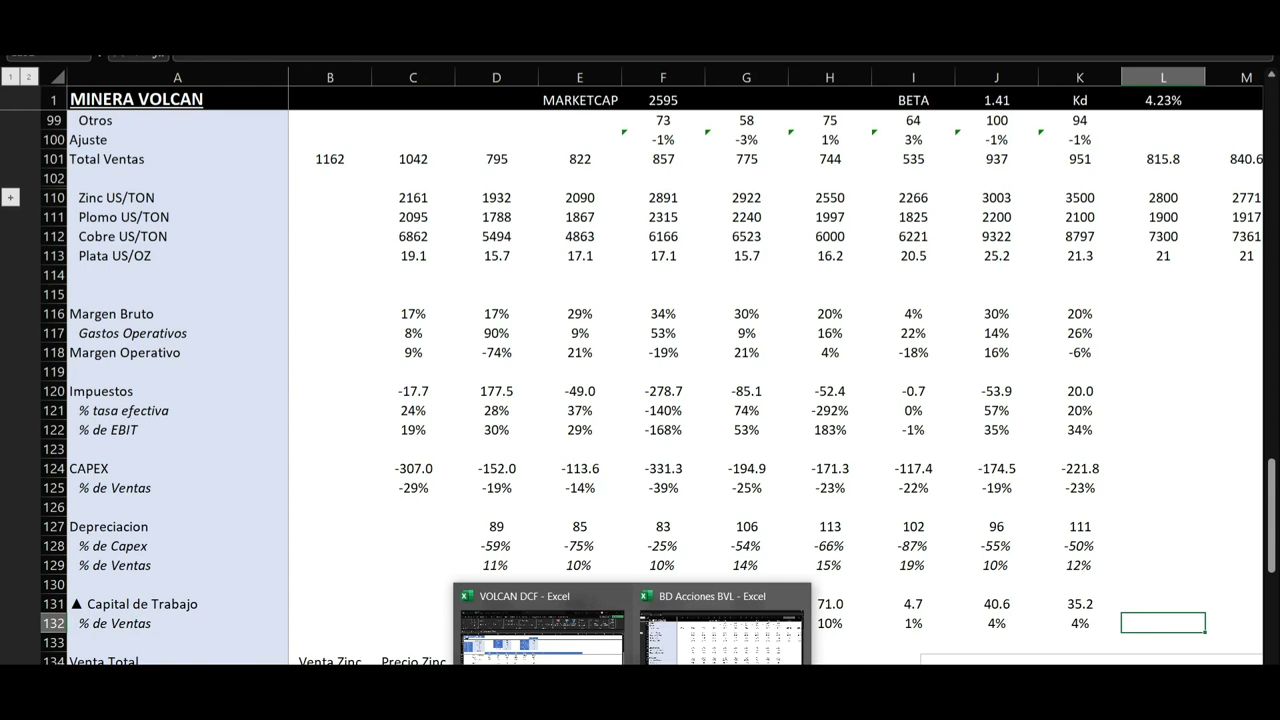 1 2 A B C D E F G H I J K L M
1 MINERA VOLCAN MARKETCAP 2595 BETA 1.41 Kd 4.23%
99 Otros 73 58 75 64 100 94
100 Ajuste -1% -3% 1% 3% -1% -1%
101 Total Ventas 1162 1042 795 822 857 775 744 535 937 951 815.8 840.6
102
+ 110 Zinc US/TON 2161 1932 2090 2891 2922 2550 2266 3003 3500 2800 2771
111 Plomo US/TON 2095 1788 1867 2315 2240 1997 1825 2200 2100 1900 1917
112 Cobre US/TON 6862 5494 4863 6166 6523 6000 6221 9322 8797 7300 7361
113 Plata US/OZ 19.1 15.7 17.1 17.1 15.7 16.2 20.5 25.2 21.3 21 21
114
115
116 Margen Bruto 17% 17% 29% 34% 30% 20% 4% 30% 20%
117 Gastos Operativos 8% 90% 9% 53% 9% 16% 22% 14% 26%
118 Margen Operativo 9% -74% 21% -19% 21% 4% -18% 16% -6%
119
120 Impuestos -17.7 177.5 -49.0 -278.7 -85.1 -52.4 -0.7 -53.9 20.0
121 % tasa efectiva 24% 28% 37% -140% 74% -292% 0% 57% 20%
122 % de EBIT 19% 30% 29% -168% 53% 183% -1% 35% 34%
123
124 CAPEX -307.0 -152.0 -113.6 -331.3 -194.9 -171.3 -117.4 -174.5 -221.8
125 % de Ventas -29% -19% -14% -39% -25% -23% -22% -19% -23%
126
127 Depreciacion 89 85 83 106 113 102 96 111
128 % de Capex -59% -75% -25% -54% -66% -87% -55% -50%
129 % de Ventas 11% 10% 10% 14% 15% 19% 10% 12%
130
VOLCAN DCF - Excel BD Acciones BVL - Excel
131 ▲ Capital de Trabajo 71.0 4.7 40.6 35.2
132 % de Ventas 10% 1% 4% 4%
133
134 Venta Total Venta Zinc Precio Zinc